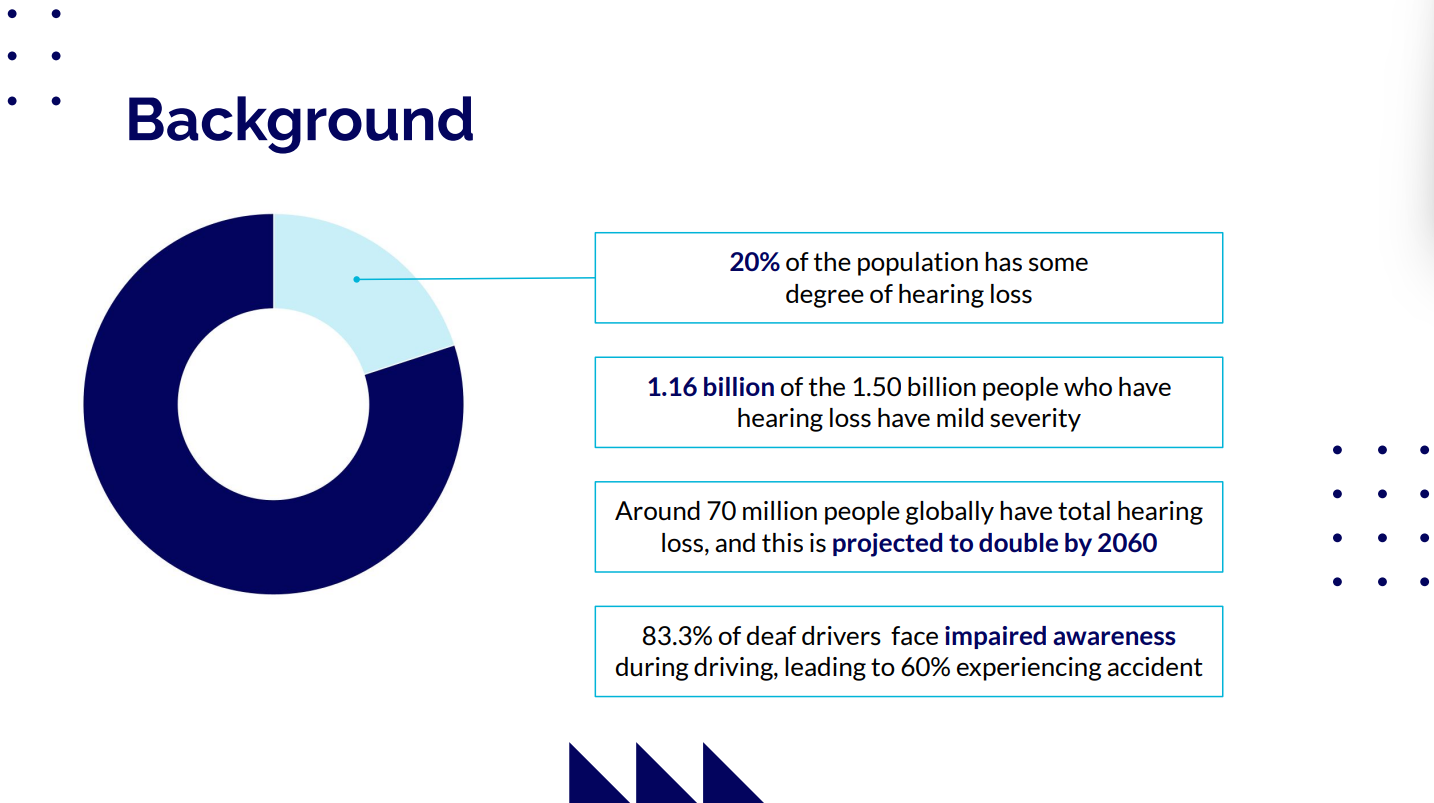 Background
20% of the population has some
degree of hearing loss
1.16 billion of the 1.50 billion people who have
hearing loss have mild severity
Around 70 million people globally have total hearing
loss, and this is projected to double by 2060
83.3% of deaf drivers  face impaired awareness
during driving, leading to 60% experiencing accident